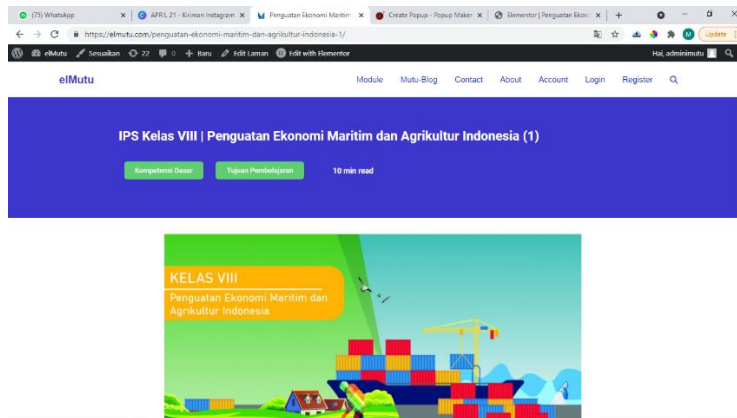 (75) WhatsApp
APRIL 21 - Kiriman Instagram
Penguatan Ekonomi Maritim
Create Popup - Popup Maker
Elementor | Penguatan Ekon
https://elmutu.com/penguatan-ekonomi-maritim-dan-agrikultur-indonesia-1/
M
Update
elMutu Sesuaikan 22 0 + Baru Edit Laman Edit with Elementor
Hai, adminimutu
elMutu
Module Mutu-Blog Contact About Account Login Register
IPS Kelas VIII | Penguatan Ekonomi Maritim dan Agrikultur Indonesia (1)
Kompetensi Dasar Tujuan Pembelajaran 10 min read
KELAS VIII
Penguatan Ekonomi Maritim dan
Agrikultur Indonesia